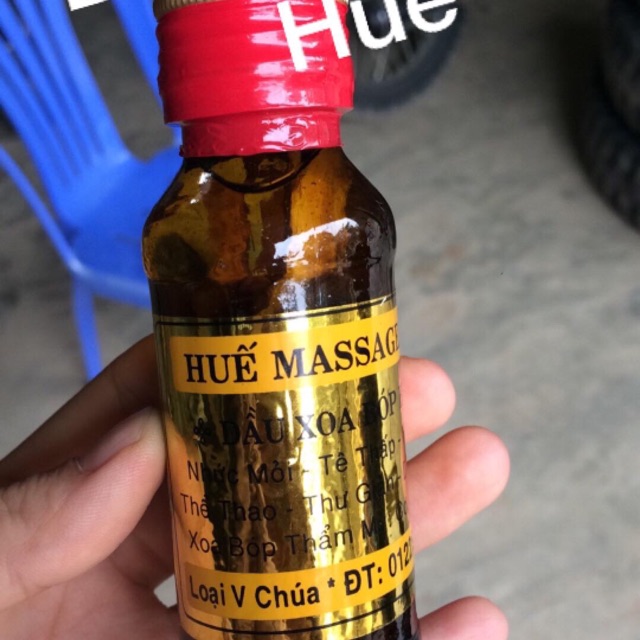 Huế
HUẾ MASSAGE
DẦU XOA BÓP
Nhức Mỏi - Tê Thấp -
Thể Thao - Thư Giãn
Xoa Bóp Thẩm M
Loại V Chúa * ĐT: 012